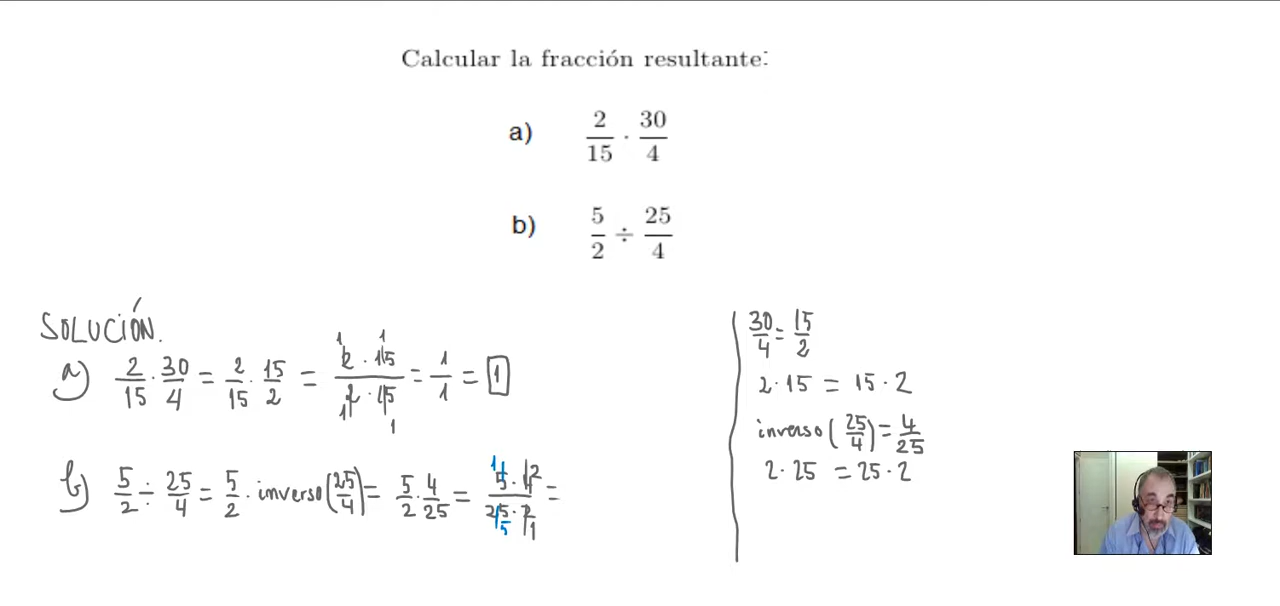 Calcular la fracción resultante:
a) 2/15 · 30/4
b) 5/2 ÷ 25/4
SOLUCIÓN.
a) 2/15 · 30/4 = 2/15 · 15/2 = 2 · 15 / 2 · 15 = 1/1 = 1
b) 5/2 ÷ 25/4 = 5/2 · inverso(25/4) = 5/2 · 4/25 = 5 · 4 / 25 · 2 =
30/4 = 15/2
2 · 15 = 15 · 2
inverso(25/4) = 4/25
2 · 25 = 25 · 2